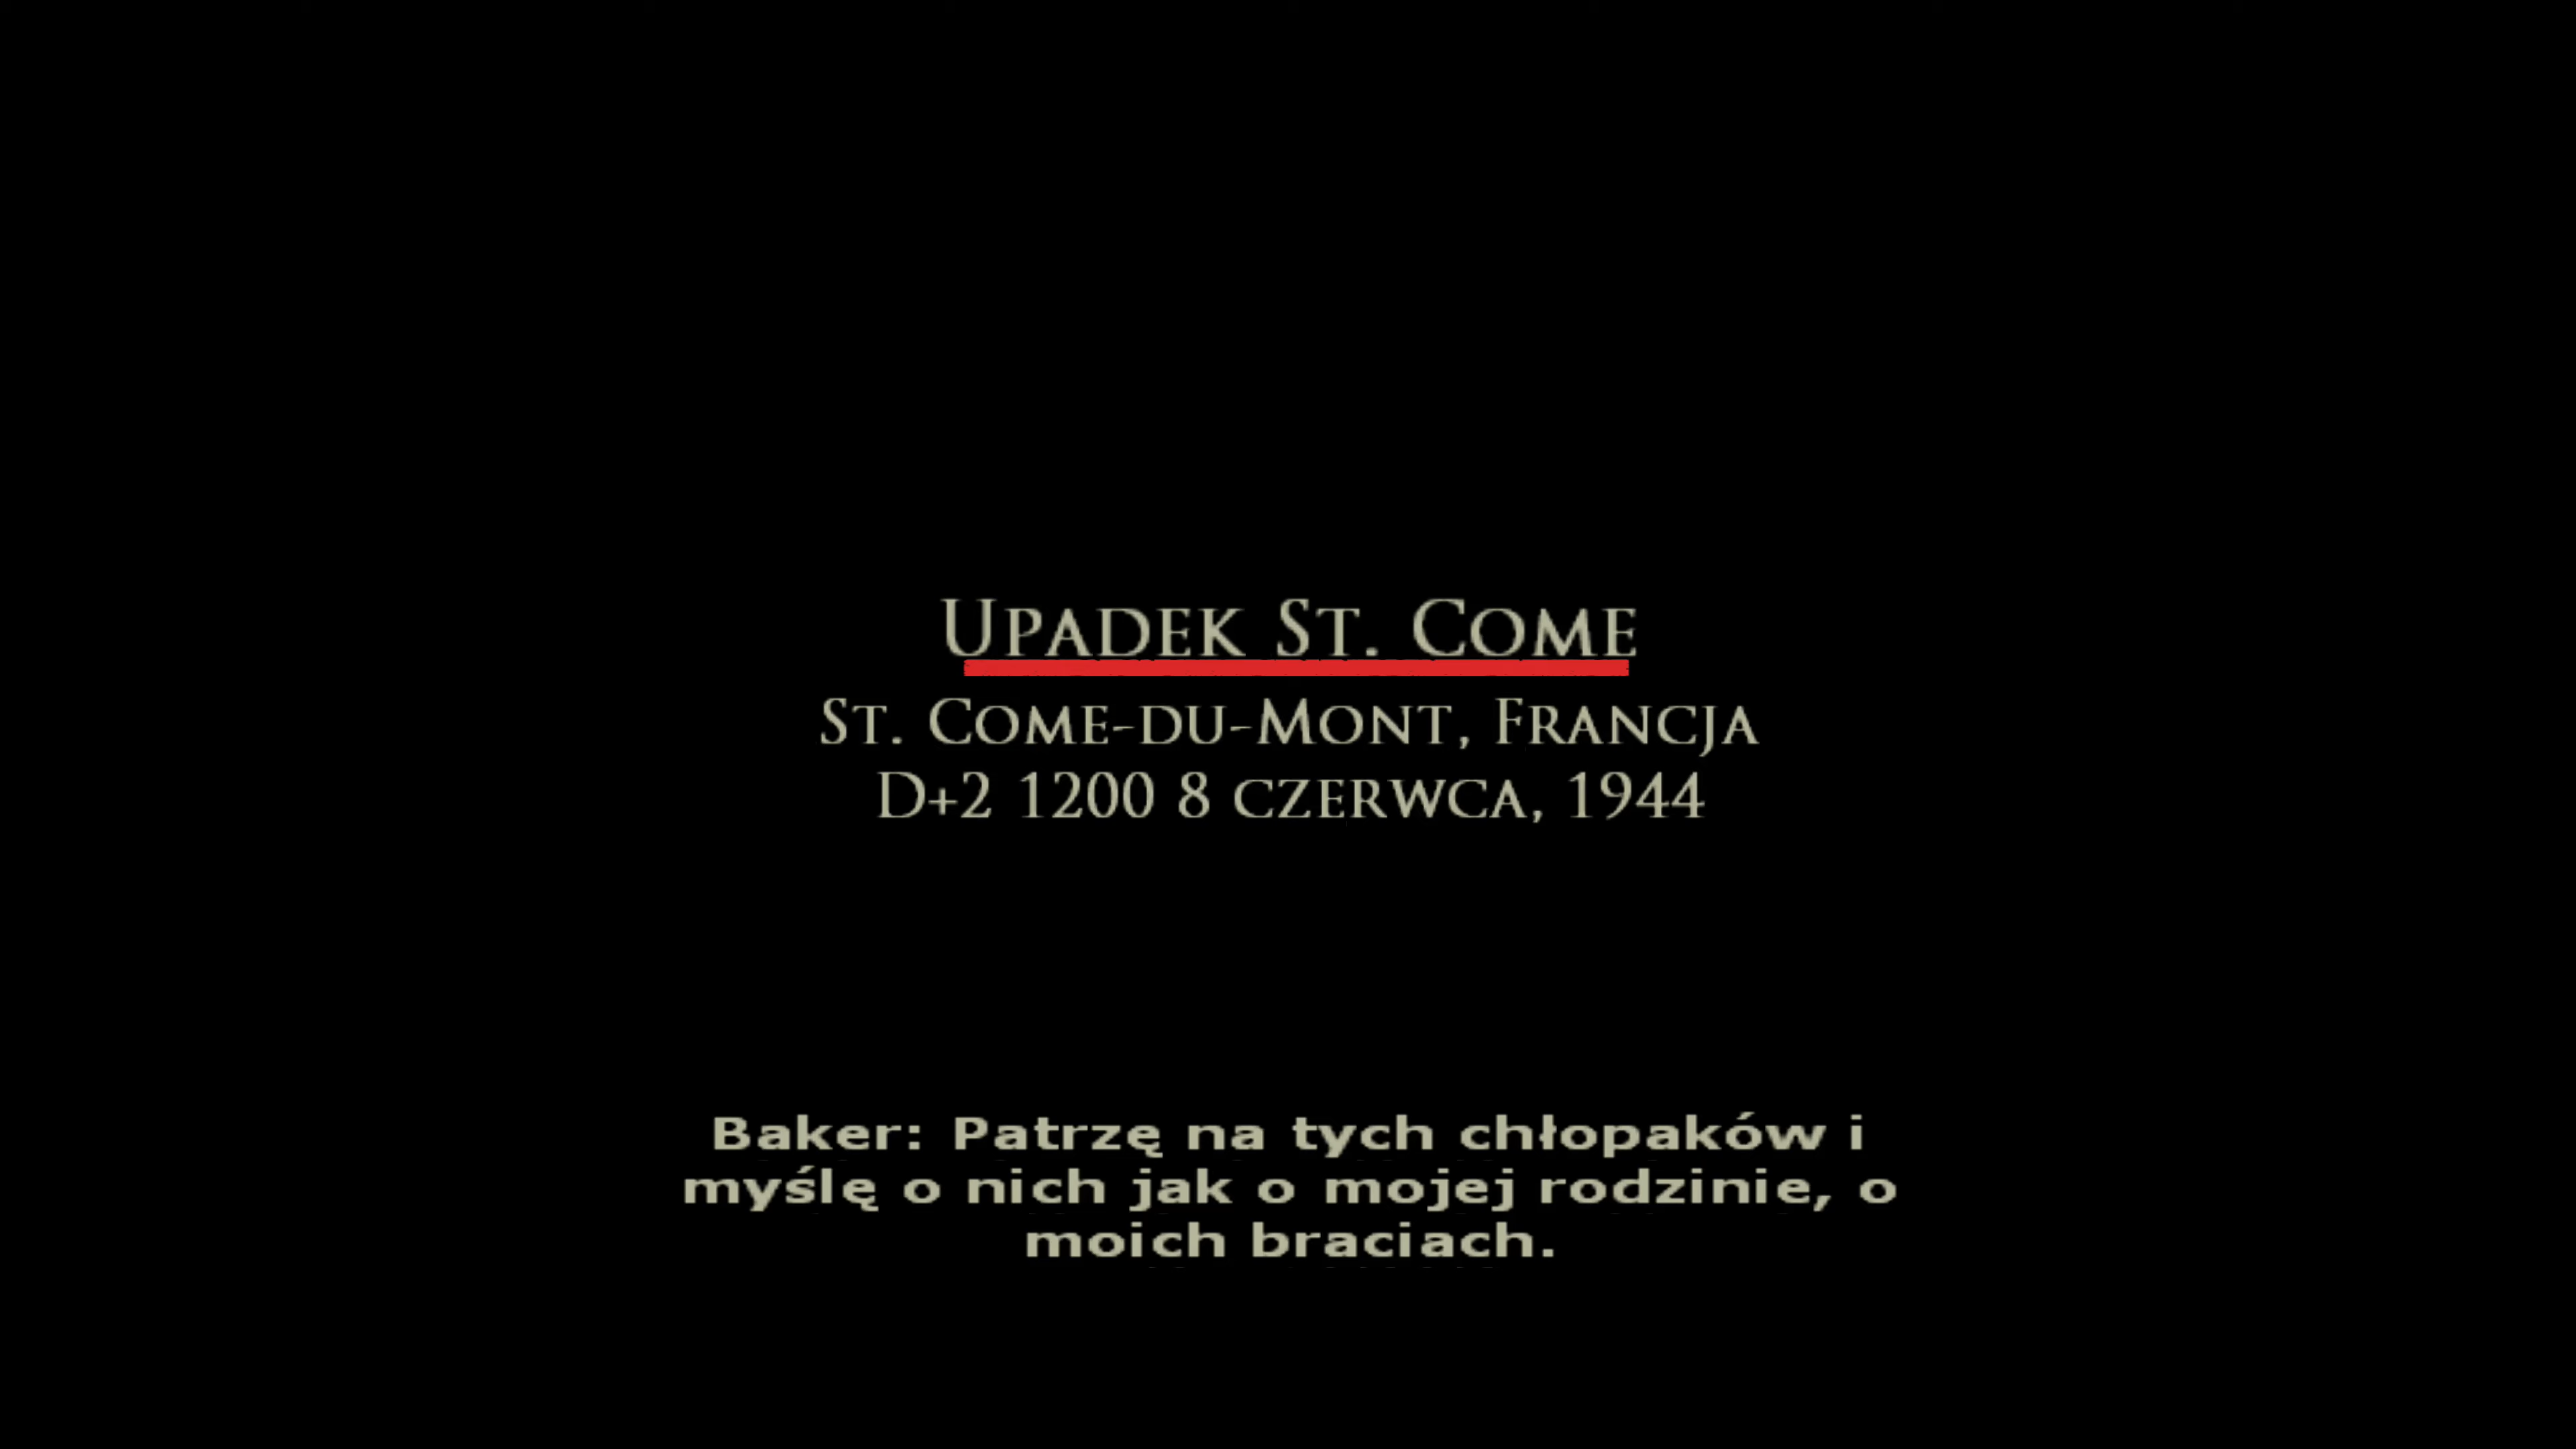 Upadek St. Come
St. Come-du-Mont, Francja
D+2 1200 8 czerwca, 1944
Baker: Patrzę na tych chłopaków i
myślę o nich jak o mojej rodzinie, o
moich braciach.